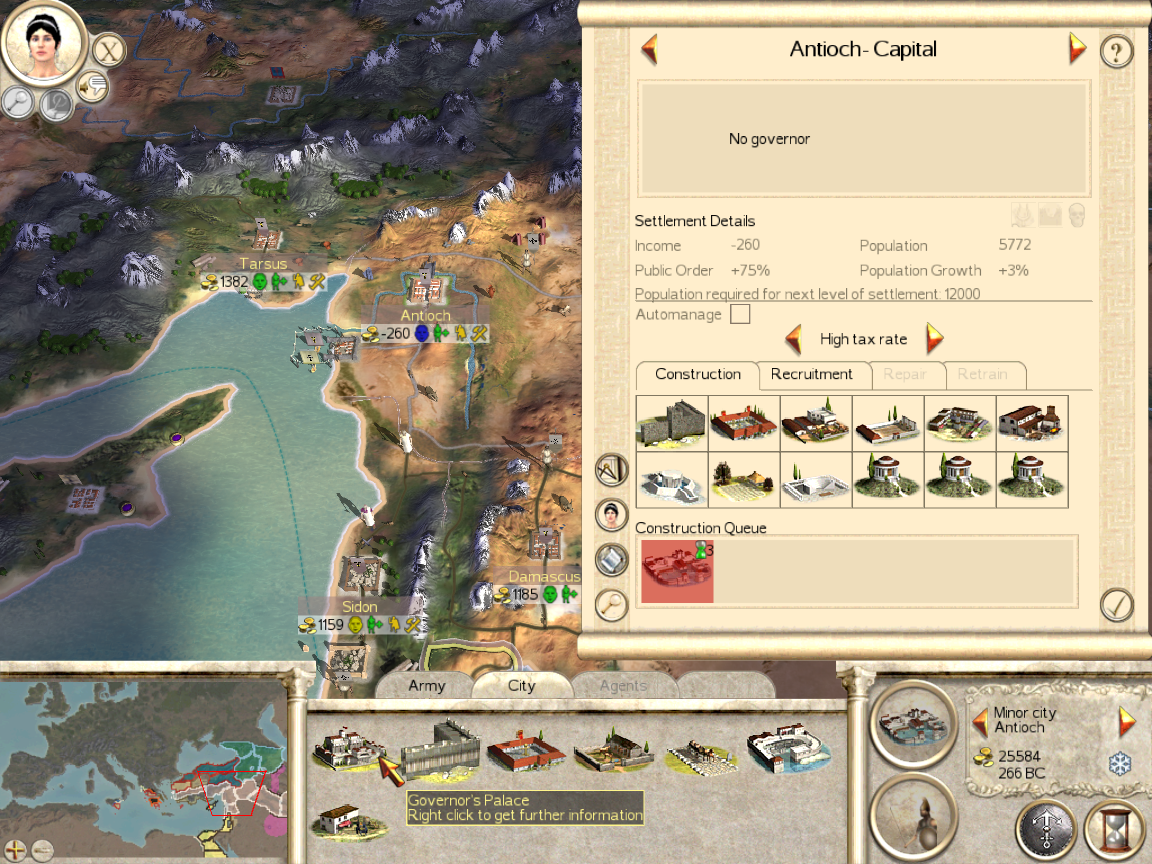 Antioch- Capital
No governor
Settlement Details
Income -260 Population 5772
Public Order +75% Population Growth +3%
Population required for next level of settlement: 12000
Automanage
High tax rate
Construction Recruitment Repair Retrain
Construction Queue
3
Tarsus
1382
Antioch
-260
Damascus
1185
Sidon
1159
Army City Agents
Governor's Palace
Right click to get further information
Minor city
Antioch
25584
266 BC
X
?